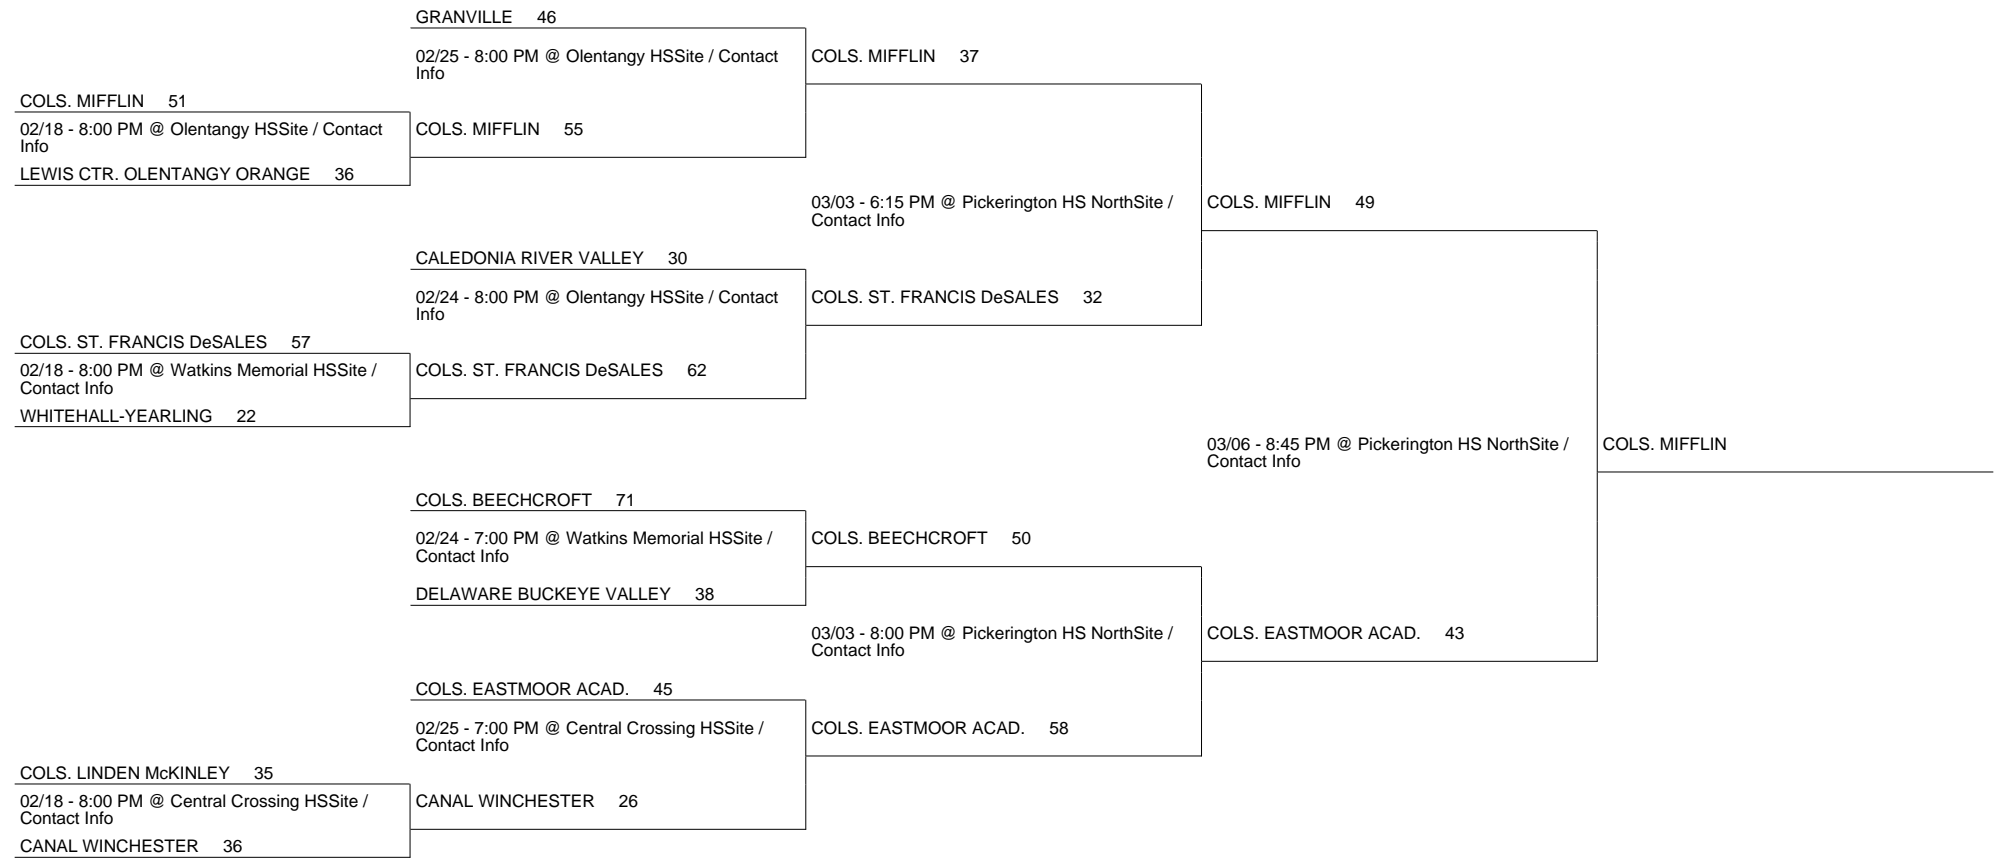 GRANVILLE 46
02/25 - 8:00 PM @ Olentangy HSSite / Contact
Info
COLS. MIFFLIN 37
COLS. MIFFLIN 51
02/18 - 8:00 PM @ Olentangy HSSite / Contact
Info
COLS. MIFFLIN 55
LEWIS CTR. OLENTANGY ORANGE 36
03/03 - 6:15 PM @ Pickerington HS NorthSite /
Contact Info
COLS. MIFFLIN 49
CALEDONIA RIVER VALLEY 30
02/24 - 8:00 PM @ Olentangy HSSite / Contact
Info
COLS. ST. FRANCIS DeSALES 32
COLS. ST. FRANCIS DeSALES 57
02/18 - 8:00 PM @ Watkins Memorial HSSite /
Contact Info
COLS. ST. FRANCIS DeSALES 62
WHITEHALL-YEARLING 22
03/06 - 8:45 PM @ Pickerington HS NorthSite /
Contact Info
COLS. MIFFLIN
COLS. BEECHCROFT 71
02/24 - 7:00 PM @ Watkins Memorial HSSite /
Contact Info
COLS. BEECHCROFT 50
DELAWARE BUCKEYE VALLEY 38
03/03 - 8:00 PM @ Pickerington HS NorthSite /
Contact Info
COLS. EASTMOOR ACAD. 43
COLS. EASTMOOR ACAD. 45
02/25 - 7:00 PM @ Central Crossing HSSite /
Contact Info
COLS. EASTMOOR ACAD. 58
COLS. LINDEN McKINLEY 35
02/18 - 8:00 PM @ Central Crossing HSSite /
Contact Info
CANAL WINCHESTER 26
CANAL WINCHESTER 36